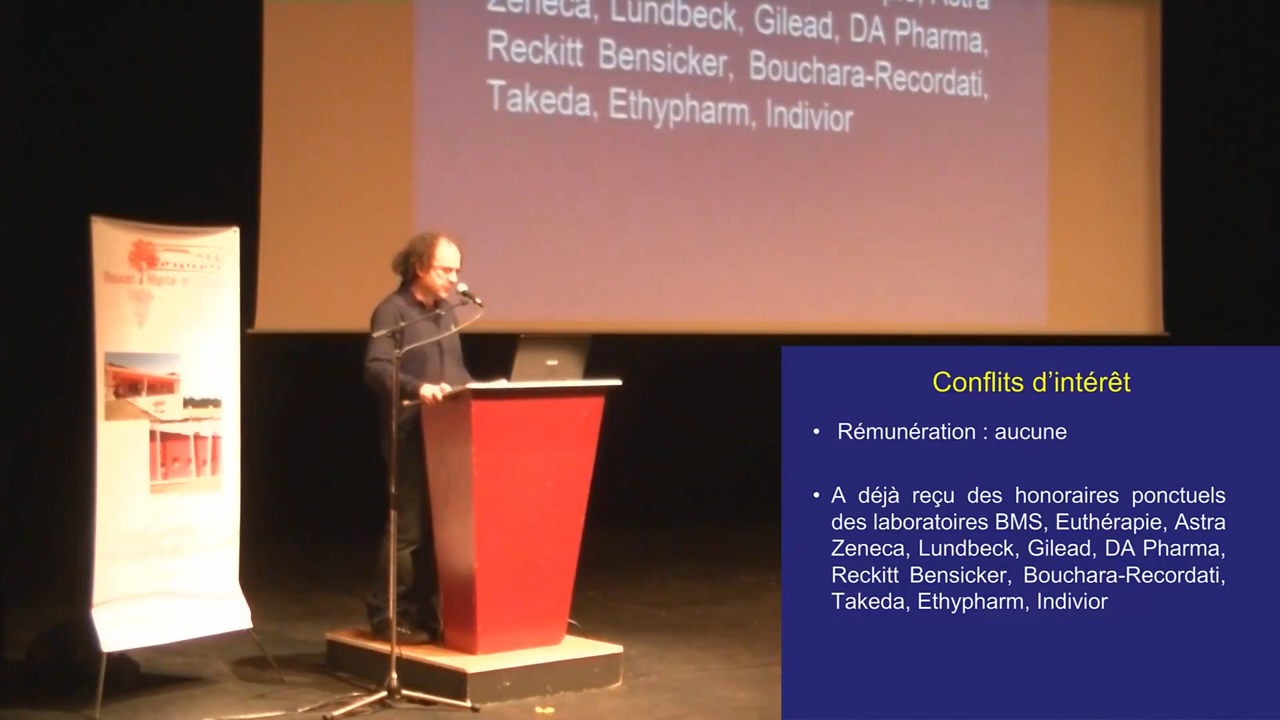 Zeneca, Lundbeck, Gilead, DA Pharma,
Reckitt Bensicker, Bouchara-Recordati,
Takeda, Ethypharm, Indivior
Hôpital
Conflits d’intérêt
• Rémunération : aucune
• A déjà reçu des honoraires ponctuels
des laboratoires BMS, Euthérapie, Astra
Zeneca, Lundbeck, Gilead, DA Pharma,
Reckitt Bensicker, Bouchara-Recordati,
Takeda, Ethypharm, Indivior